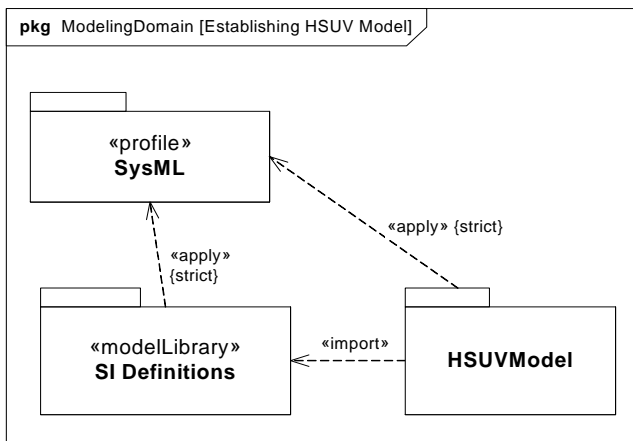 pkg ModelingDomain [Establishing HSUV Model]
«profile»
SysML
«apply» {strict}
«apply»
{strict}
«modelLibrary»
SI Definitions
«import»
HSUVModel